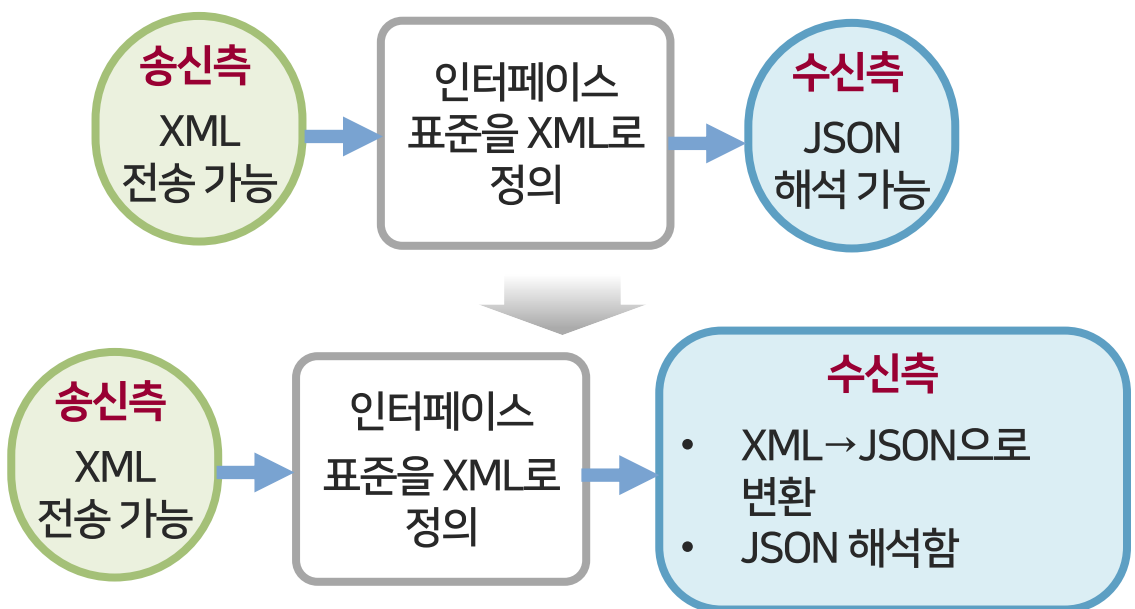 송신측
XML
전송 가능
인터페이스
표준을 XML로
정의
수신측
JSON
해석 가능
송신측
XML
전송 가능
인터페이스
표준을 XML로
정의
수신측
• XML→JSON으로
변환
• JSON 해석함